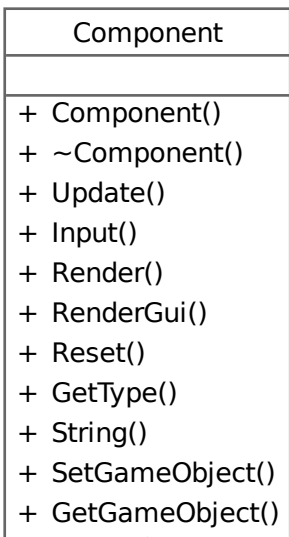 Component
+ Component()
+ ~Component()
+ Update()
+ Input()
+ Render()
+ RenderGui()
+ Reset()
+ GetType()
+ String()
+ SetGameObject()
+ GetGameObject()